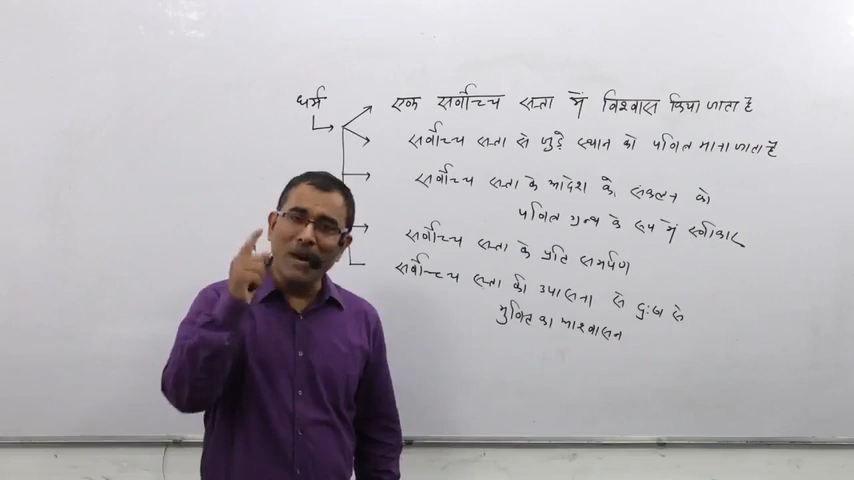 धर्म
एक सर्वोच्च सत्ता में विश्वास किया जाता है
सर्वोच्च सत्ता से जुड़े स्थान को पवित्र माना जाता है
सर्वोच्च सत्ता के आदेश के संकलन को
पवित्र ग्रन्थ के रूप में स्वीकार
सर्वोच्च सत्ता के प्रति समर्पण
सर्वोच्च सत्ता की उपासना से दुःख से
मुक्ति का आश्वासन